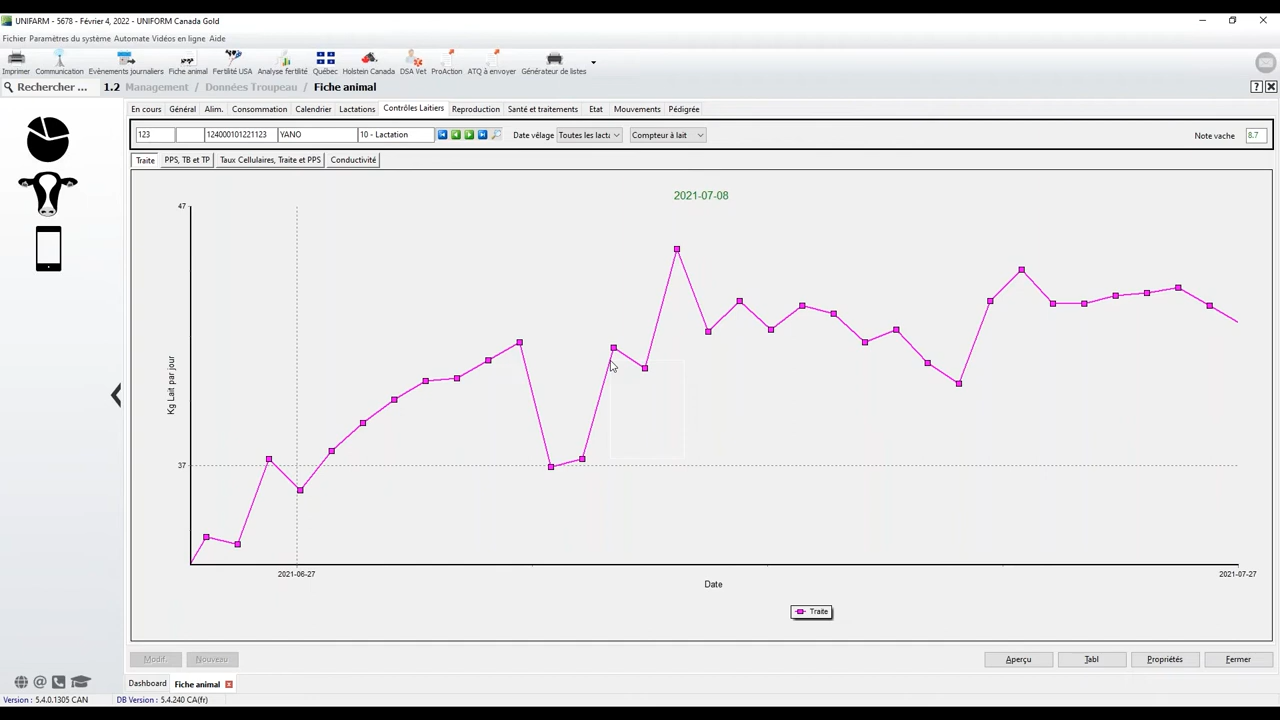 UNIFARM - 5678 - Février 4, 2022 - UNIFORM Canada Gold
Fichier Paramètres du système Automate Vidéos en ligne Aide
Imprimer Communication Evènements journaliers Fiche animal Fertilité USA Analyse fertilité Québec Holstein Canada DSA Vet ProAction ATQ à envoyer Générateur de listes
Rechercher ... 1.2 Management / Données Troupeau / Fiche animal
En cours Général Alim. Consommation Calendrier Lactations Contrôles Laitiers Reproduction Santé et traitements Etat Mouvements Pédigrée
123 124000101221123 YANO 10 - Lactation Date vêlage Toutes les lacta Compteur à lait Note vache 8.7
Traite PPS, TB et TP Taux Cellulaires, Traite et PPS Conductivité
2021-07-08
47
Kg Lait par jour
37
2021-06-27 2021-07-27
Date
Traite
Modif. Nouveau Aperçu Tabl Propriétés Fermer
Dashboard Fiche animal
Version : 5.4.0.1305 CAN DB Version : 5.4.240 CA(fr)